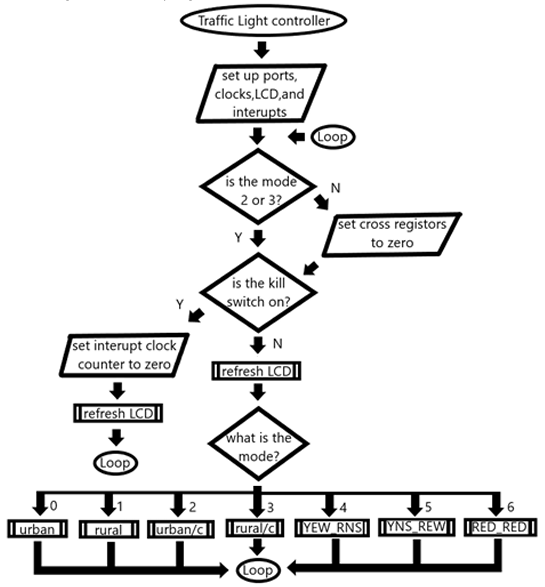 Traffic Light controller
set up ports,
clocks,LCD,and
interupts
Loop
is the mode
2 or 3?
N
Y
set cross registors
to zero
is the kill
switch on?
Y
N
set interupt clock
counter to zero
refresh LCD
refresh LCD
Loop
what is the
mode?
0 1 2 3 4 5 6
urban rural urban/c rural/c YEW_RNS YNS_REW RED_RED
Loop